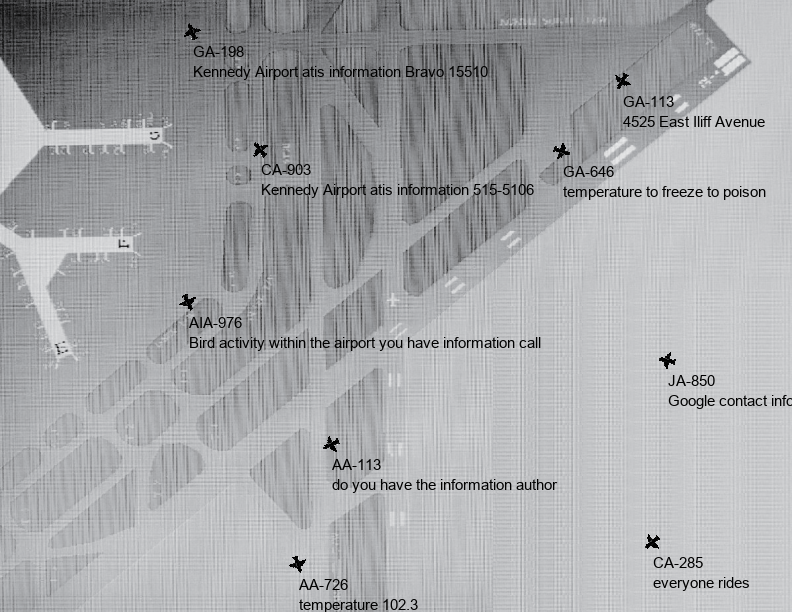 GA-198
Kennedy Airport atis information Bravo 15510
GA-113
4525 East Iliff Avenue
CA-903
Kennedy Airport atis information 515-5106
GA-646
temperature to freeze to poison
AIA-976
Bird activity within the airport you have information call
JA-850
Google contact info
AA-113
do you have the information author
CA-285
everyone rides
AA-726
temperature 102.3